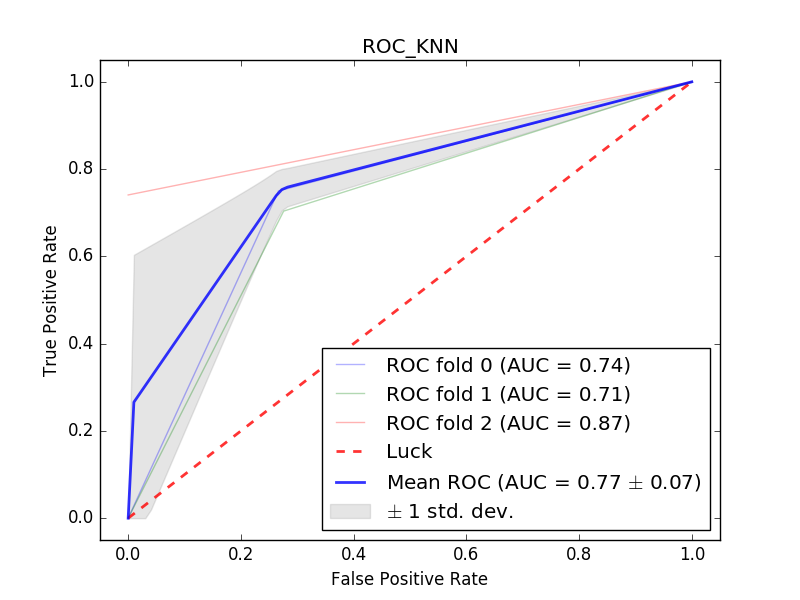 ROC_KNN
True Positive Rate
1.0
0.8
0.6
0.4
0.2
0.0
ROC fold 0 (AUC = 0.74)
ROC fold 1 (AUC = 0.71)
ROC fold 2 (AUC = 0.87)
Luck
Mean ROC (AUC = 0.77 ± 0.07)
± 1 std. dev.
0.0 0.2 0.4 0.6 0.8 1.0
False Positive Rate